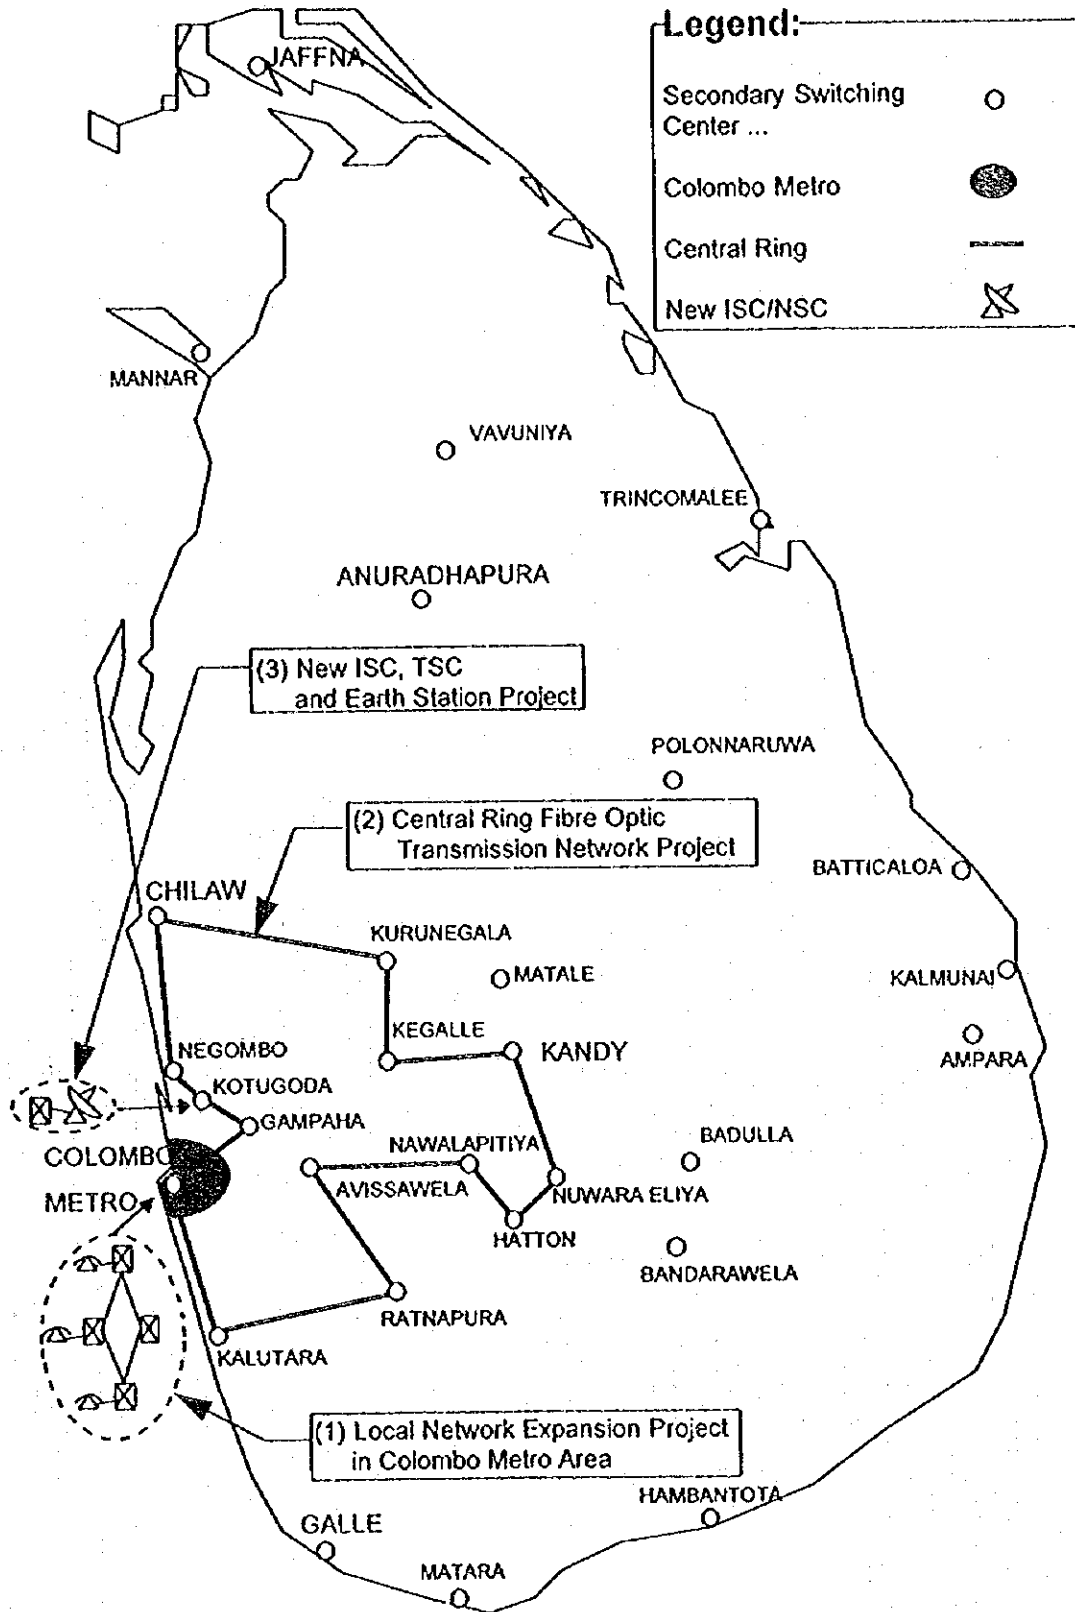 Legend:
Secondary Switching
Center ...
Colombo Metro
Central Ring
New ISC/NSC
JAFFNA
MANNAR
VAVUNIYA
TRINCOMALEE
ANURADHAPURA
(3) New ISC, TSC
and Earth Station Project
POLONNARUWA
(2) Central Ring Fibre Optic
Transmission Network Project
BATTICALOA
CHILAW
KURUNEGALA
MATALE
KALMUNAI
KEGALLE
KANDY
NEGOMBO
AMPARA
KOTUGODA
GAMPAHA
BADULLA
COLOMBO
METRO
NAWALAPITIYA
AVISSAWELA
NUWARA ELIYA
HATTON
BANDARAWELA
RATNAPURA
KALUTARA
(1) Local Network Expansion Project
in Colombo Metro Area
HAMBANTOTA
GALLE
MATARA